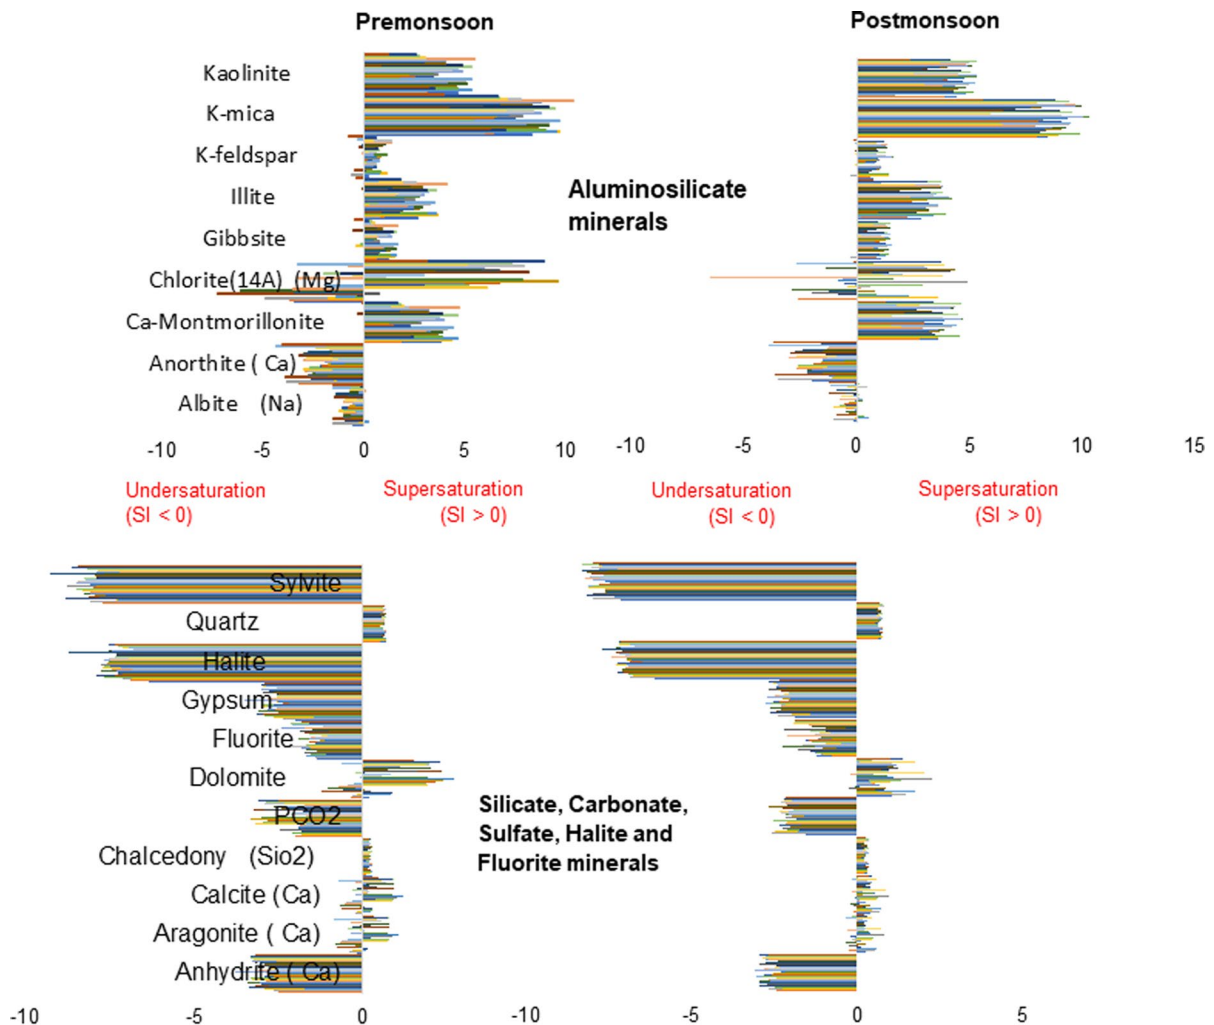 Premonsoon
Postmonsoon
Kaolinite
K-mica
K-feldspar
Illite
Gibbsite
Chlorite(14A) (Mg)
Ca-Montmorillonite
Anorthite ( Ca)
Albite (Na)
Aluminosilicate
minerals
-10 -5 0 5 10
-10 -5 0 5 10 15
Undersaturation
(SI < 0)
Supersaturation
(SI > 0)
Undersaturation
(SI < 0)
Supersaturation
(SI > 0)
Sylvite
Quartz
Halite
Gypsum
Fluorite
Dolomite
PCO2
Chalcedony (Sio2)
Calcite (Ca)
Aragonite ( Ca)
Anhydrite ( Ca)
Silicate, Carbonate,
Sulfate, Halite and
Fluorite minerals
-10 -5 0
-10 -5 0 5